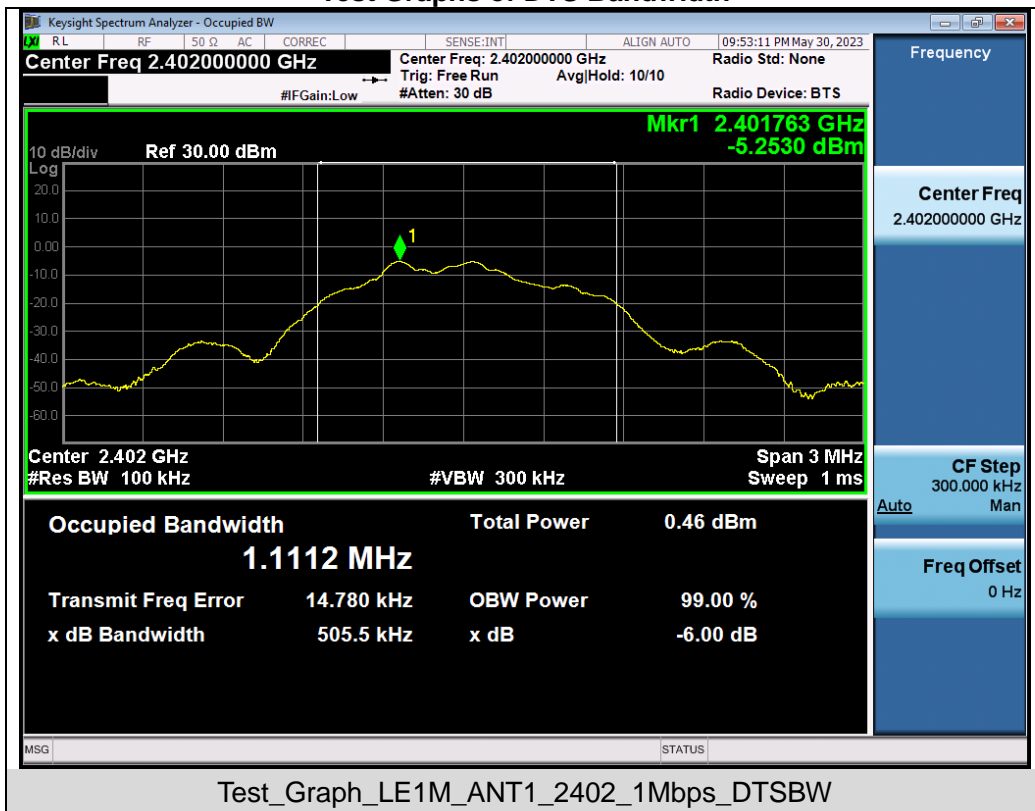 Test Graphs of DTS Bandwidth
Keysight Spectrum Analyzer - Occupied BW
LXI RL RF 50 Ω AC CORREC SENSE:INT ALIGN AUTO 09:53:11 PM May 30, 2023
Center Freq 2.402000000 GHz
#IFGain:Low
Center Freq: 2.402000000 GHz
Trig: Free Run Avg|Hold: 10/10
#Atten: 30 dB
Radio Std: None
Radio Device: BTS
Mkr1 2.401763 GHz
-5.2530 dBm
10 dB/div Ref 30.00 dBm
Log
20.0
10.0
0.00
-10.0
-20.0
-30.0
-40.0
-50.0
-60.0
1
Center 2.402 GHz Span 3 MHz
#Res BW 100 kHz #VBW 300 kHz Sweep 1 ms
Occupied Bandwidth Total Power 0.46 dBm
1.1112 MHz
Transmit Freq Error 14.780 kHz OBW Power 99.00 %
x dB Bandwidth 505.5 kHz x dB -6.00 dB
MSG STATUS
Frequency
Center Freq
2.402000000 GHz
CF Step
300.000 kHz
Auto Man
Freq Offset
0 Hz
Test_Graph_LE1M_ANT1_2402_1Mbps_DTSBW